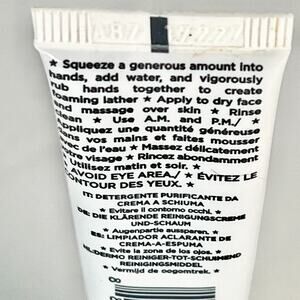 ★ Squeeze a generous amount into
hands, add water, and vigorously
rub hands together to create
foaming lather ★ Apply to dry face
and massage over skin ★ Rinse
clean ★ Use A.M. and P.M./ ★
Appliquez une quantité généreuse
dans vos mains et faites mousser
avec de l'eau ★ Massez délicatement
votre visage ★ Rincez abondamment
★ Utilisez matin et soir. ★
AVOID EYE AREA./ ★ ÉVITEZ LE
CONTOUR DES YEUX. ★
IT: DETERGENTE PURIFICANTE DA
CREMA A SCHIUMA
★ Evitare il contorno occhi.
DE: DIE KLÄRENDE REINIGUNGSCREME
UND-SCHAUM
★ Augenpartie aussparen.
ES: LIMPIADOR ACLARANTE DE
CREMA-A-ESPUMA
★ Evite la zona de los ojos.
NL: DERMO REINIGER-TOT-SCHUIMEND
REINIGINGSMIDDEL
★ Vermijd de oogomtrek.